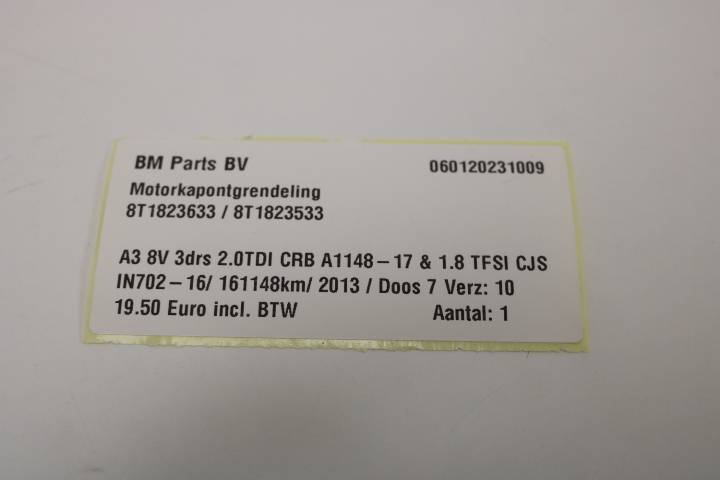 BM Parts BV 060120231009
Motorkapontgrendeling
8T1823633 / 8T1823533
A3 8V 3drs 2.0TDI CRB A1148-17 & 1.8 TFSI CJS
IN702-16/ 161148km/ 2013 / Doos 7 Verz: 10
19.50 Euro incl. BTW Aantal: 1